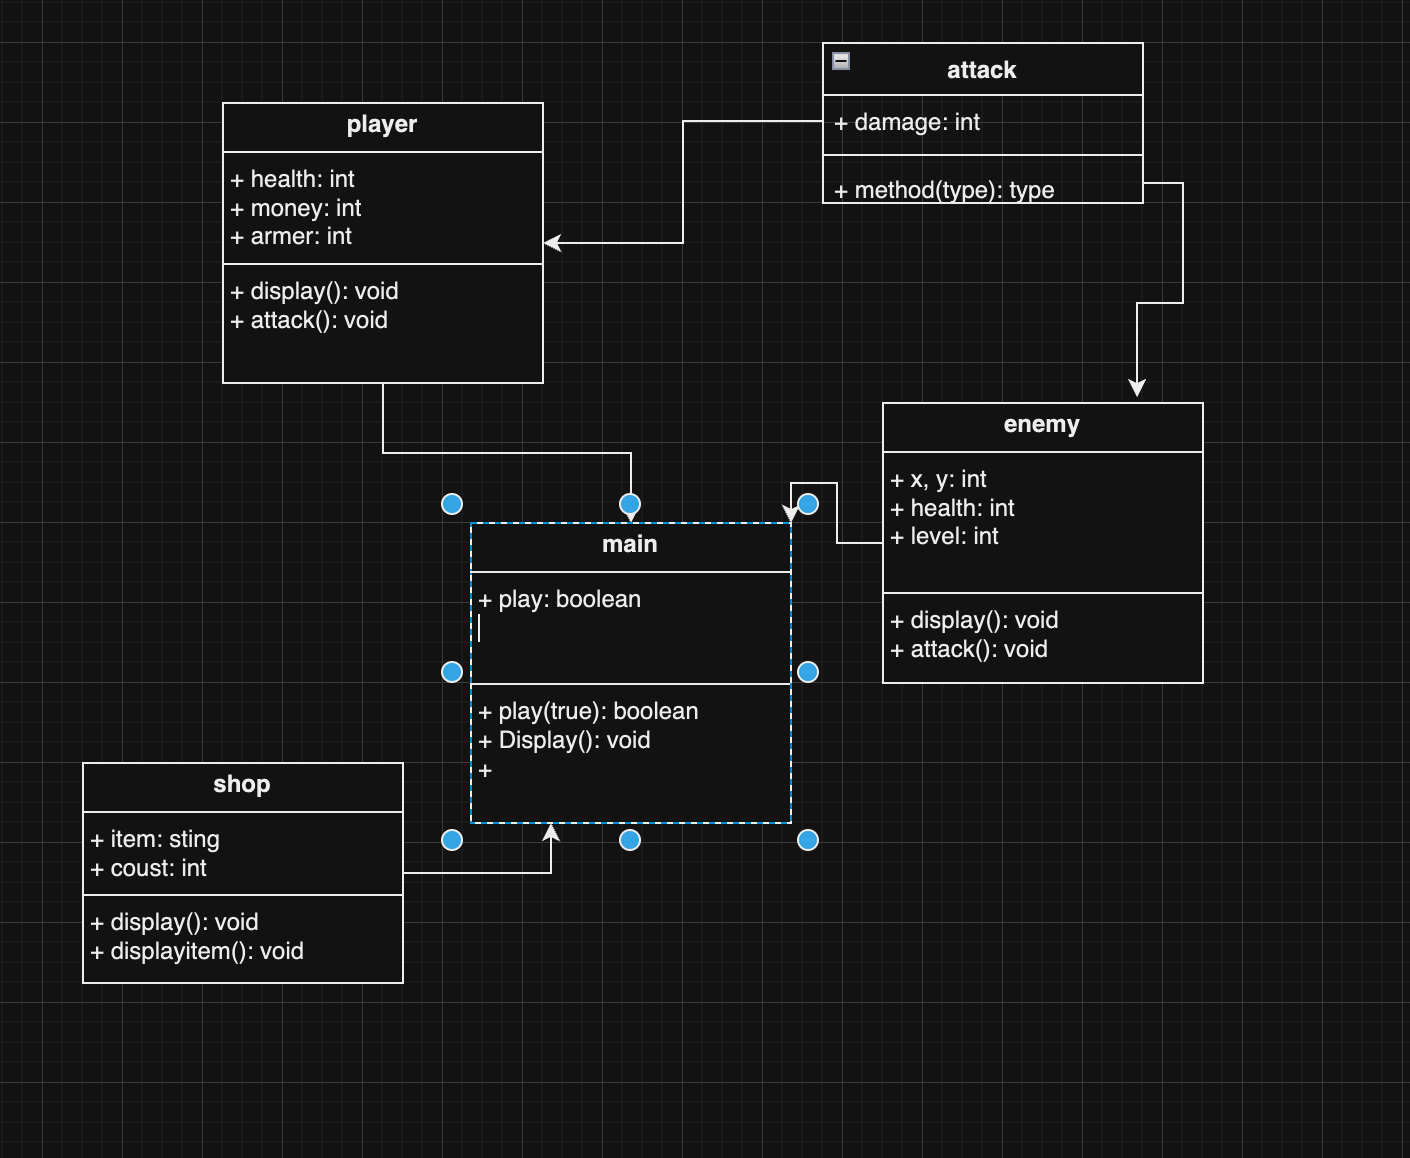 attack
+ damage: int
+ method(type): type
player
+ health: int
+ money: int
+ armer: int
+ display(): void
+ attack(): void
enemy
+ x, y: int
+ health: int
+ level: int
+ display(): void
+ attack(): void
main
+ play: boolean
+ play(true): boolean
+ Display(): void
+
shop
+ item: sting
+ coust: int
+ display(): void
+ displayitem(): void